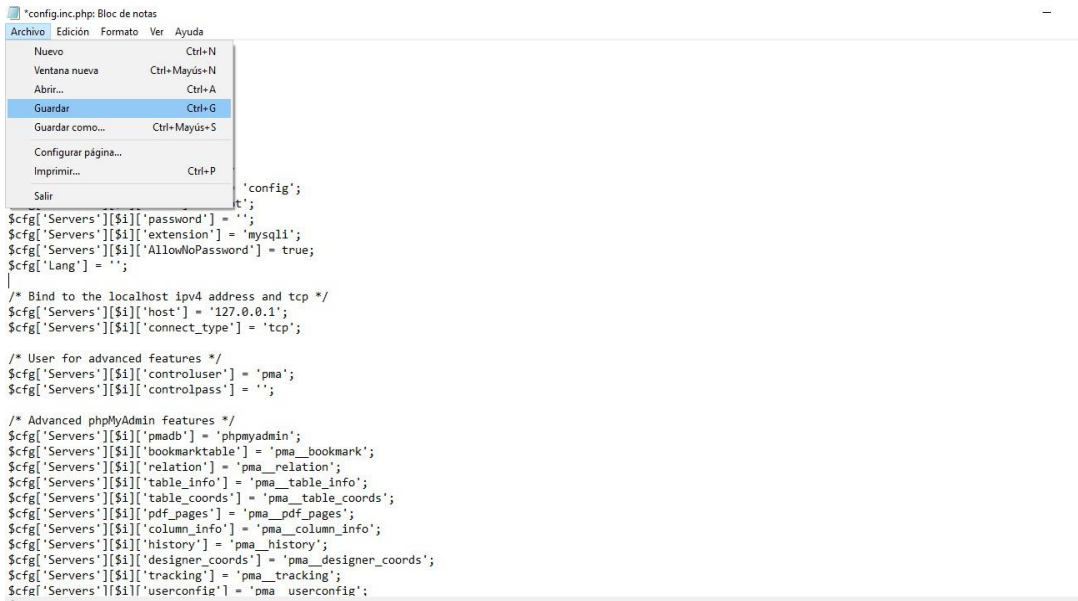 *config.inc.php: Bloc de notas
Archivo Edición Formato Ver Ayuda
Nuevo Ctrl+N
Ventana nueva Ctrl+Mayús+N
Abrir... Ctrl+A
Guardar Ctrl+G
Guardar como... Ctrl+Mayús+S
Configurar página...
Imprimir... Ctrl+P
Salir
'config';
t';
$cfg['Servers'][$i]['password'] = '';
$cfg['Servers'][$i]['extension'] = 'mysqli';
$cfg['Servers'][$i]['AllowNoPassword'] = true;
$cfg['Lang'] = '';
/* Bind to the localhost ipv4 address and tcp */
$cfg['Servers'][$i]['host'] = '127.0.0.1';
$cfg['Servers'][$i]['connect_type'] = 'tcp';
/* User for advanced features */
$cfg['Servers'][$i]['controluser'] = 'pma';
$cfg['Servers'][$i]['controlpass'] = '';
/* Advanced phpMyAdmin features */
$cfg['Servers'][$i]['pmadb'] = 'phpmyadmin';
$cfg['Servers'][$i]['bookmarktable'] = 'pma__bookmark';
$cfg['Servers'][$i]['relation'] = 'pma__relation';
$cfg['Servers'][$i]['table_info'] = 'pma__table_info';
$cfg['Servers'][$i]['table_coords'] = 'pma__table_coords';
$cfg['Servers'][$i]['pdf_pages'] = 'pma__pdf_pages';
$cfg['Servers'][$i]['column_info'] = 'pma__column_info';
$cfg['Servers'][$i]['history'] = 'pma__history';
$cfg['Servers'][$i]['designer_coords'] = 'pma__designer_coords';
$cfg['Servers'][$i]['tracking'] = 'pma__tracking';
$cfg['Servers'][$i]['userconfig'] = 'pma__userconfig';